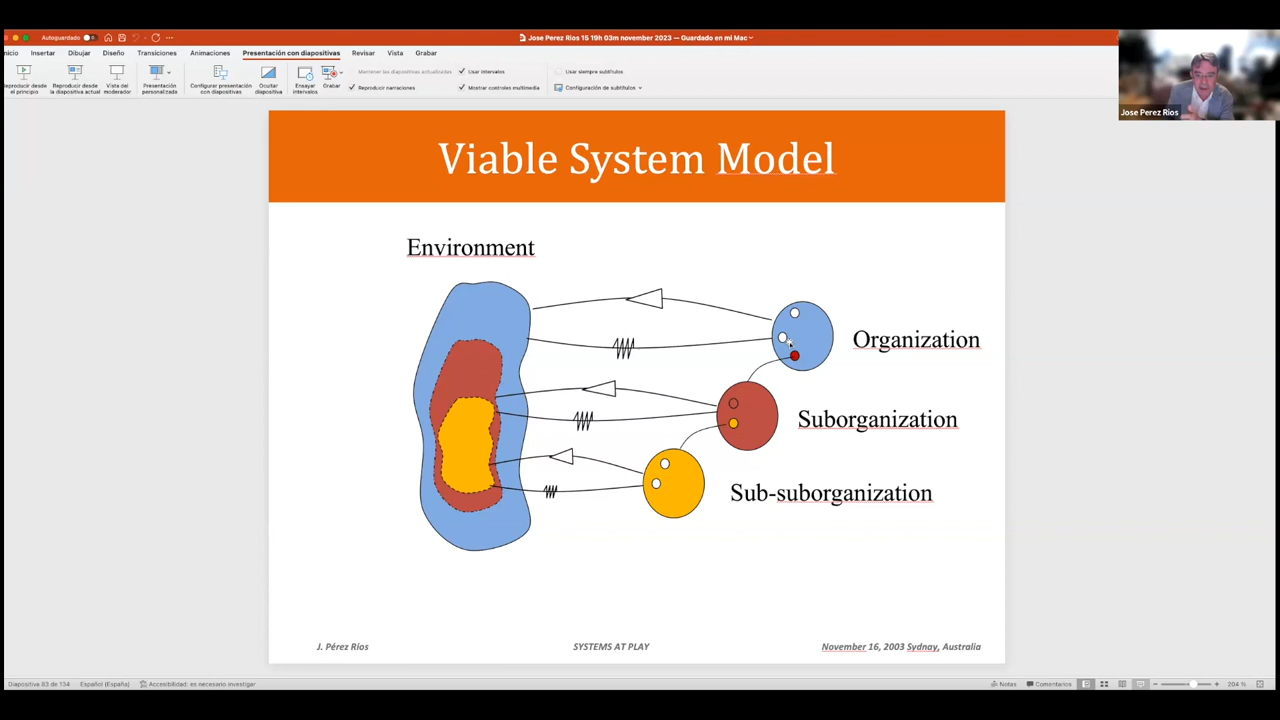 Autoguardado
Jose Perez Rios 15 19h 03m november 2023 — Guardado en mi Mac
nicio Insertar Dibujar Diseño Transiciones Animaciones Presentación con diapositivas Revisar Vista Grabar
Reproducir desde el principio
Reproducir desde la diapositiva actual
Vista del moderador
Presentación personalizada
Configurar presentación con diapositivas
Ocultar diapositiva
Ensayar intervalos
Grabar
Mantener las diapositivas actualizadas
Reproducir narraciones
Usar intervalos
Mostrar controles multimedia
Usar siempre subtítulos
Configuración de subtítulos
Jose Perez Rios
Viable System Model
Environment
Organization
Suborganization
Sub-suborganization
J. Pérez Ríos
SYSTEMS AT PLAY
November 16, 2003 Sydnay, Australia
Diapositiva 83 de 134 Español (España) Accesibilidad: es necesario investigar
Notas Comentarios 204 %